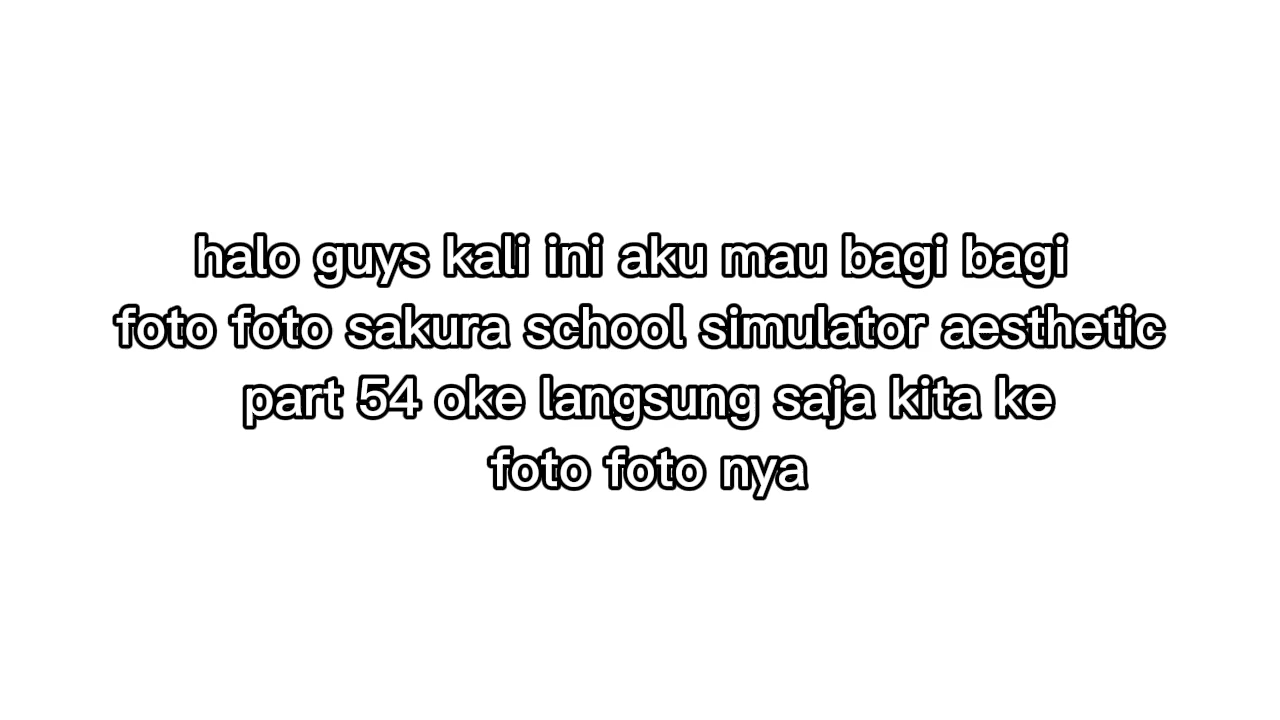 halo guys kali ini aku mau bagi bagi
foto foto sakura school simulator aesthetic
part 54 oke langsung saja kita ke
foto foto nya